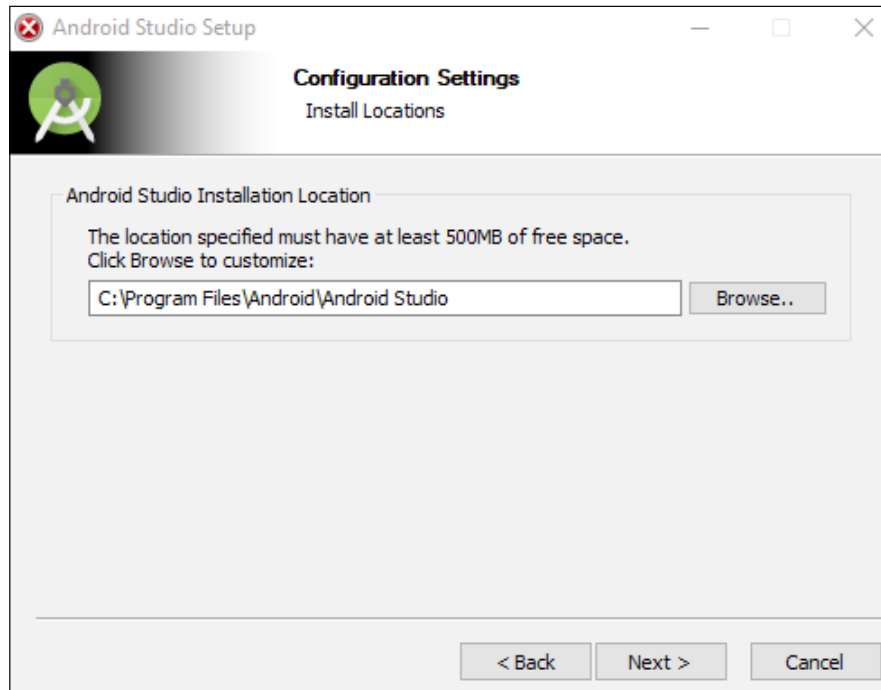 Android Studio Setup
Configuration Settings
Install Locations
Android Studio Installation Location
The location specified must have at least 500MB of free space.
Click Browse to customize:
C:\Program Files\Android\Android Studio
Browse..
< Back
Next >
Cancel